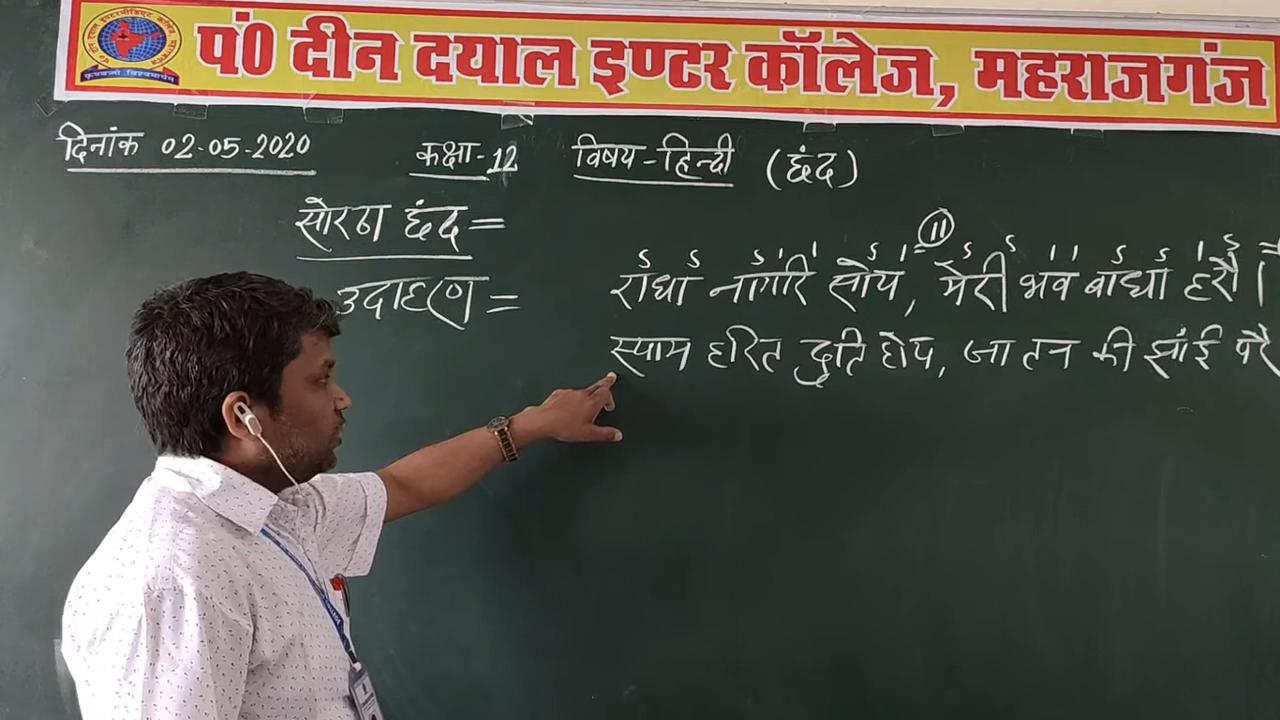 पं0 दीन दयाल इण्टर कॉलेज, महराजगंज
दिनांक 02-05-2020 कक्षा-12 विषय-हिन्दी (छंद)
सोरठा छंद =
उदाहरण =
S S S I I S I = 11 S S I I S S I S =
राधा नागरि सोय, मेरी भव बाधा हरौ।
स्याम हरित दुति होय, जा तन की झांई परै